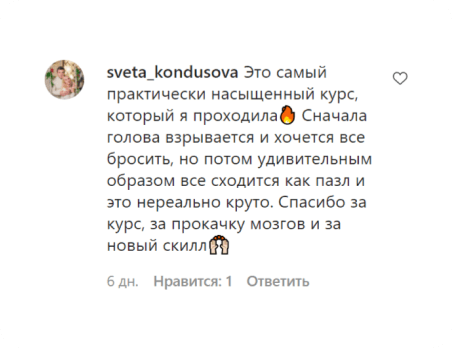 sveta_kondusova Это самый
практически насыщенный курс,
который я проходила🔥 Сначала
голова взрывается и хочется все
бросить, но потом удивительным
образом все сходится как пазл и
это нереально круто. Спасибо за
курс, за прокачку мозгов и за
новый скилл🙌
6 дн. Нравится: 1 Ответить